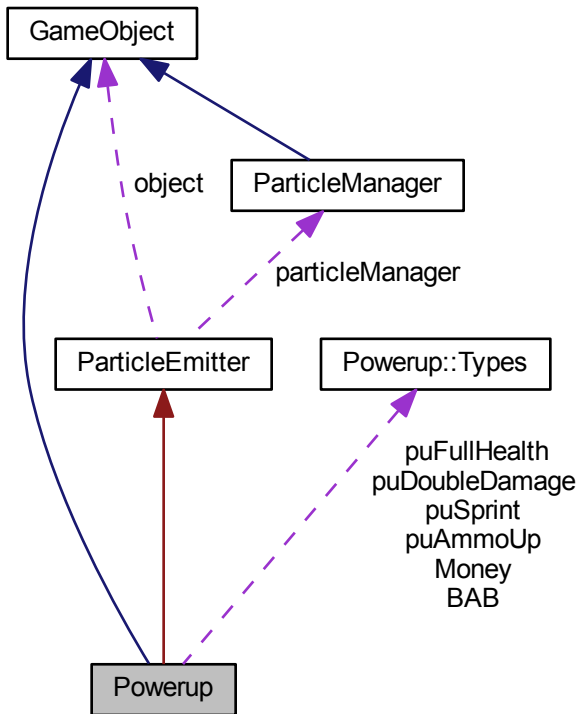 GameObject
object
ParticleManager
particleManager
ParticleEmitter
Powerup::Types
puFullHealth
puDoubleDamage
puSprint
puAmmoUp
Money
BAB
Powerup